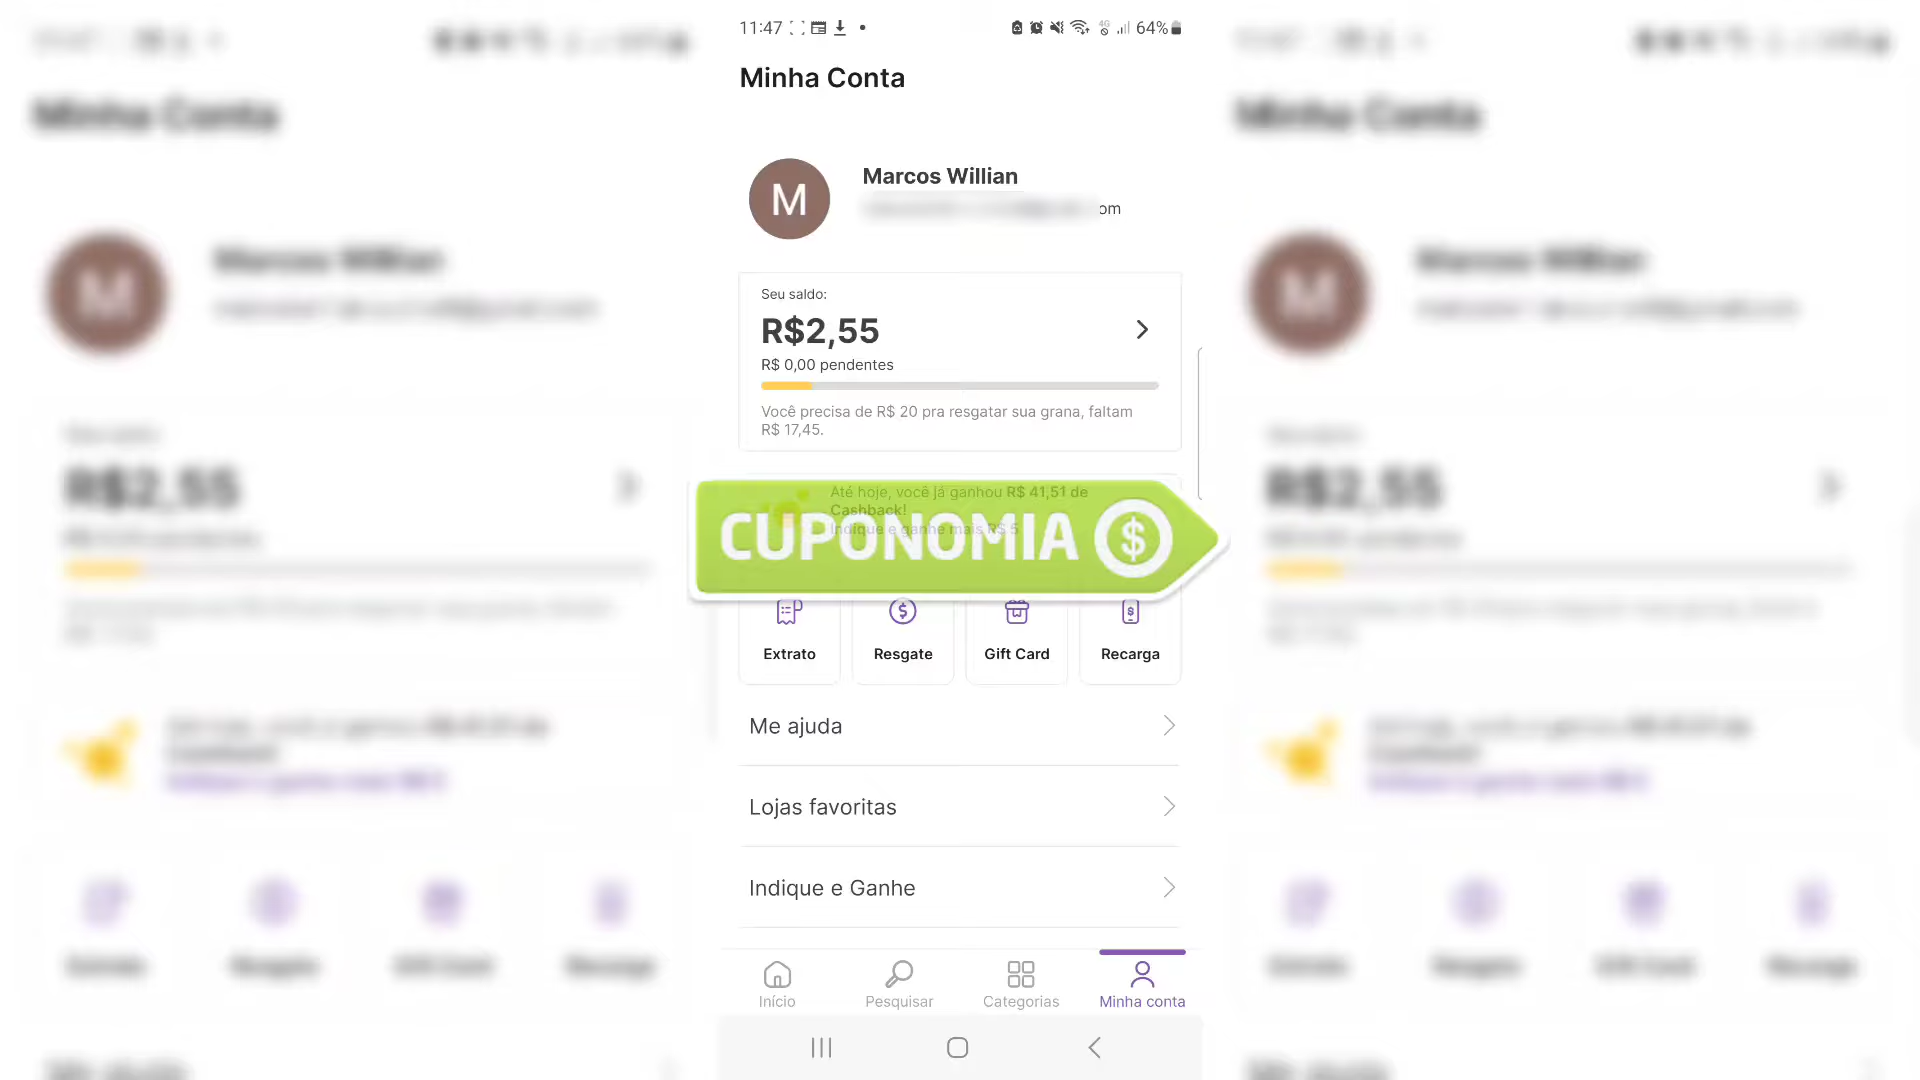 11:47
4G
64%
Minha Conta
M
Marcos Willian
om
Seu saldo:
R$2,55
R$ 0,00 pendentes
Você precisa de R$ 20 pra resgatar sua grana, faltam
R$ 17,45.
Até hoje, você já ganhou R$ 41,51 de
Cashback!
Indique e ganhe mais R$ 5
CUPONOMIA $
Extrato
Resgate
Gift Card
Recarga
Me ajuda
Lojas favoritas
Indique e Ganhe
Início
Pesquisar
Categorias
Minha conta